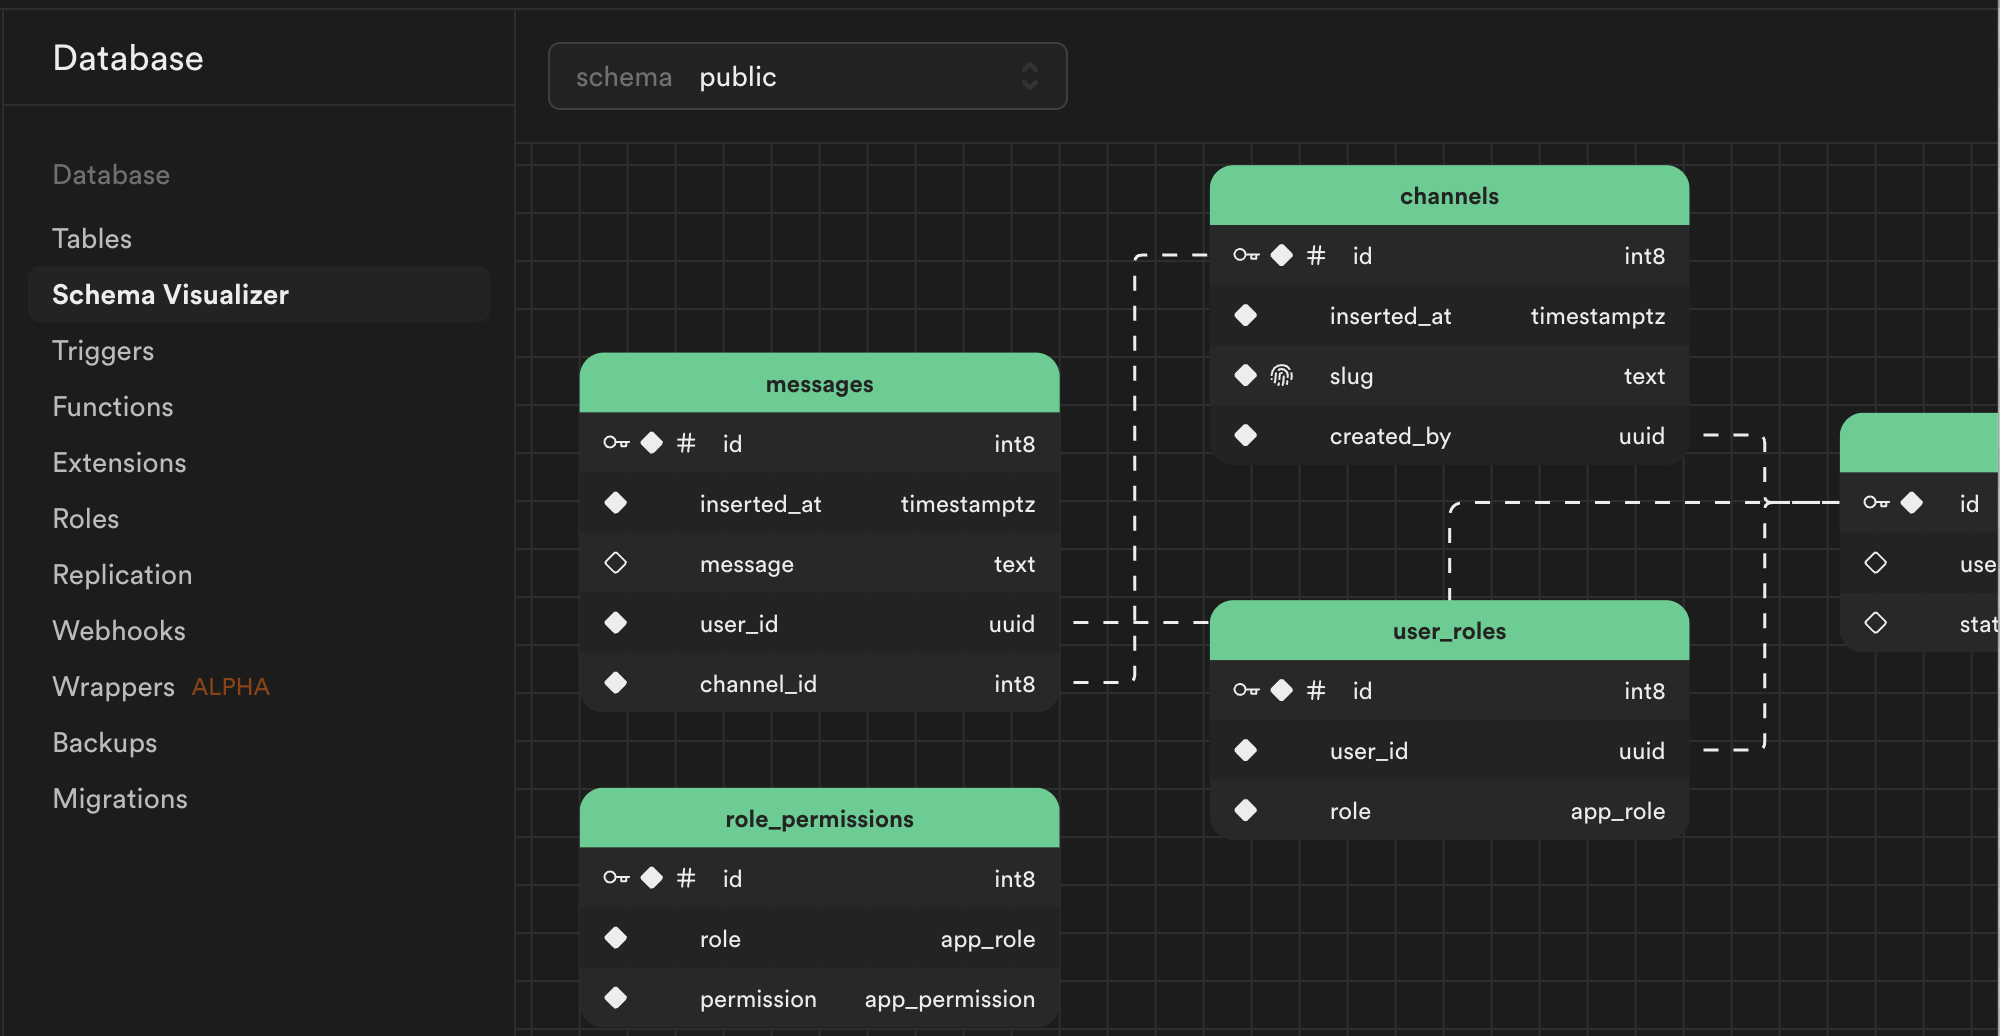 Database
schema public
Database
Tables
Schema Visualizer
Triggers
Functions
Extensions
Roles
Replication
Webhooks
Wrappers ALPHA
Backups
Migrations
messages
# id int8
inserted_at timestamptz
message text
user_id uuid
channel_id int8
role_permissions
# id int8
role app_role
permission app_permission
channels
# id int8
inserted_at timestamptz
slug text
created_by uuid
user_roles
# id int8
user_id uuid
role app_role
id
use
stat